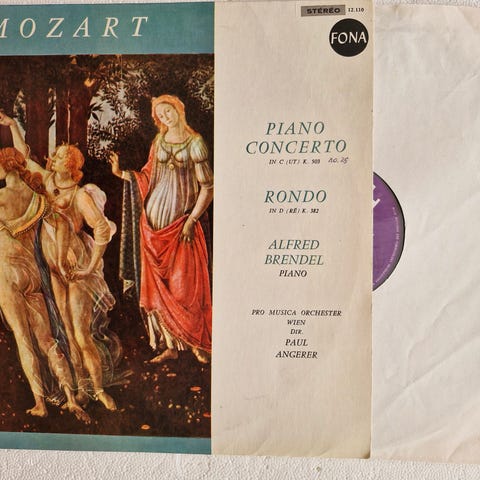 MOZART
STÉRÉO 12.110
FONA
PIANO
CONCERTO
IN C (UT) K. 503 no. 25
RONDO
IN D (RÉ) K. 382
ALFRED
BRENDEL
PIANO
PRO MUSICA ORCHESTER
WIEN
DIR.
PAUL
ANGERER